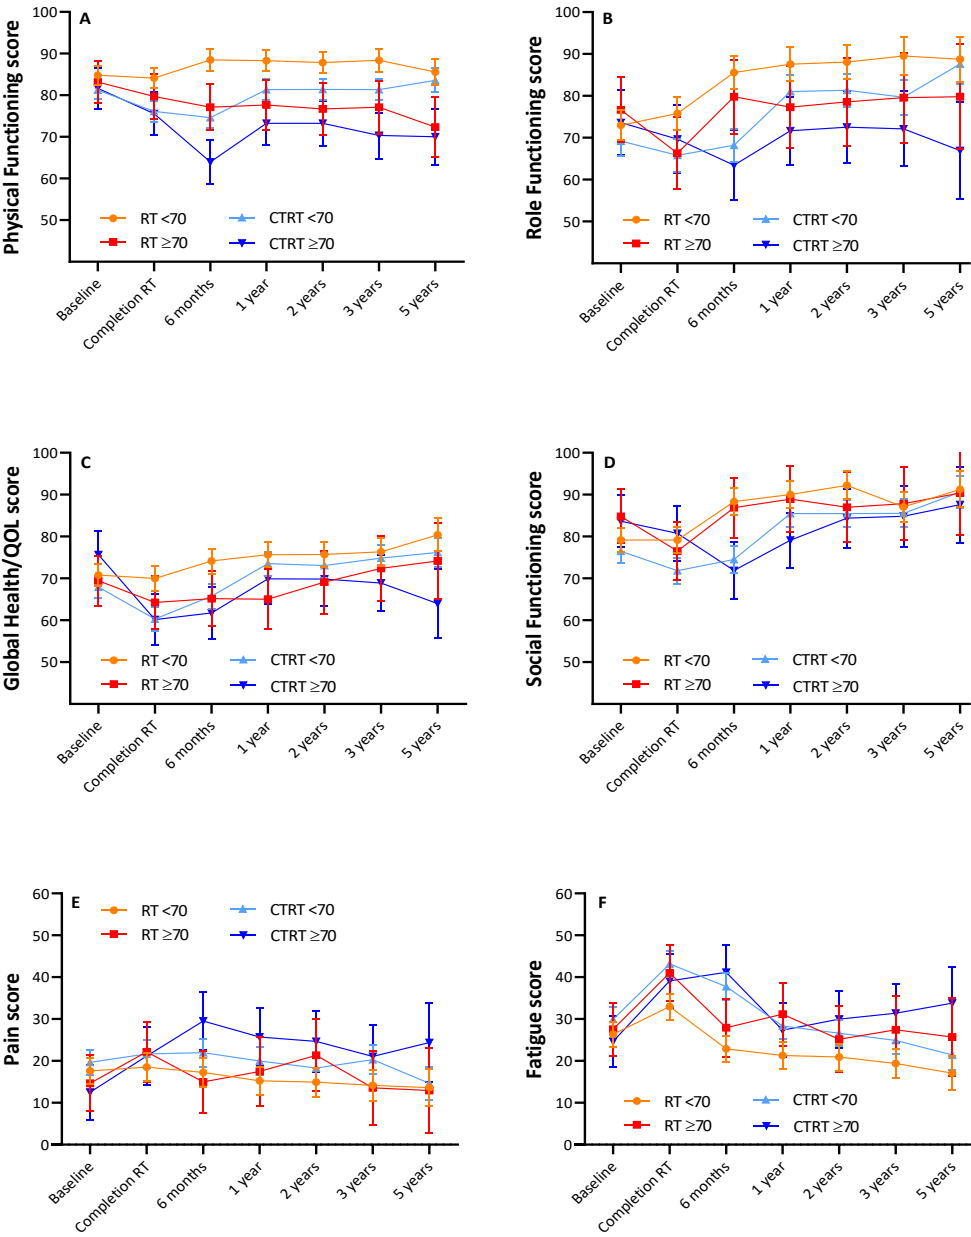 A
Physical Functioning score
100
90
80
70
60
50
RT <70
CTRT <70
RT ≥70
CTRT ≥70
Baseline
Completion RT
6 months
1 year
2 years
3 years
5 years
B
Role Functioning score
100
90
80
70
60
50
RT <70
CTRT <70
RT ≥70
CTRT ≥70
Baseline
Completion RT
6 months
1 year
2 years
3 years
5 years
C
Global Health/QOL score
100
90
80
70
60
50
RT <70
CTRT <70
RT ≥70
CTRT ≥70
Baseline
Completion RT
6 months
1 year
2 years
3 years
5 years
D
Social Functioning score
100
90
80
70
60
50
RT <70
CTRT <70
RT ≥70
CTRT ≥70
Baseline
Completion RT
6 months
1 year
2 years
3 years
5 years
E
Pain score
60
50
40
30
20
10
0
RT <70
CTRT <70
RT ≥70
CTRT ≥70
Baseline
Completion RT
6 months
1 year
2 years
3 years
5 years
F
Fatigue score
60
50
40
30
20
10
0
RT <70
CTRT <70
RT ≥70
CTRT ≥70
Baseline
Completion RT
6 months
1 year
2 years
3 years
5 years